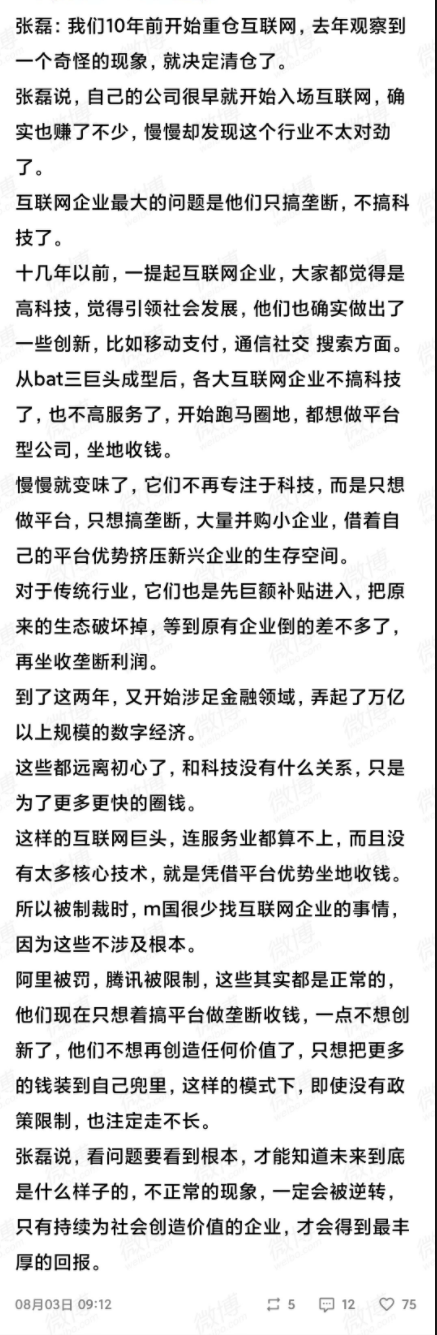 张磊：我们10年前开始重仓互联网，去年观察到
一个奇怪的现象，就决定清仓了。
张磊说，自己的公司很早就开始入场互联网，确
实也赚了不少，慢慢却发现这个行业不太对劲
了。
互联网企业最大的问题是他们只搞垄断，不搞科
技了。
十几年以前，一提起互联网企业，大家都觉得是
高科技，觉得引领社会发展，他们也确实做出了
一些创新，比如移动支付，通信社交 搜索方面。
从bat三巨头成型后，各大互联网企业不搞科技
了，也不高服务了，开始跑马圈地，都想做平台
型公司，坐地收钱。
慢慢就变味了，它们不再专注于科技，而是只想
做平台，只想搞垄断，大量并购小企业，借着自
己的平台优势挤压新兴企业的生存空间。
对于传统行业，它们也是先巨额补贴进入，把原
来的生态破坏掉，等到原有企业倒的差不多了，
再坐收垄断利润。
到了这两年，又开始涉足金融领域，弄起了万亿
以上规模的数字经济。
这些都远离初心了，和科技没有什么关系，只是
为了更多更快的圈钱。
这样的互联网巨头，连服务业都算不上，而且没
有太多核心技术，就是凭借平台优势坐地收钱。
所以被制裁时，m国很少找互联网企业的事情，
因为这些不涉及根本。
阿里被罚，腾讯被限制，这些其实都是正常的，
他们现在只想着搞平台做垄断收钱，一点不想创
新了，他们不想再创造任何价值了，只想把更多
的钱装到自己兜里，这样的模式下，即使没有政
策限制，也注定走不长。
张磊说，看问题要看到根本，才能知道未来到底
是什么样子的，不正常的现象，一定会被逆转，
只有持续为社会创造价值的企业，才会得到最丰
厚的回报。
08月03日 09:12 5 12 75